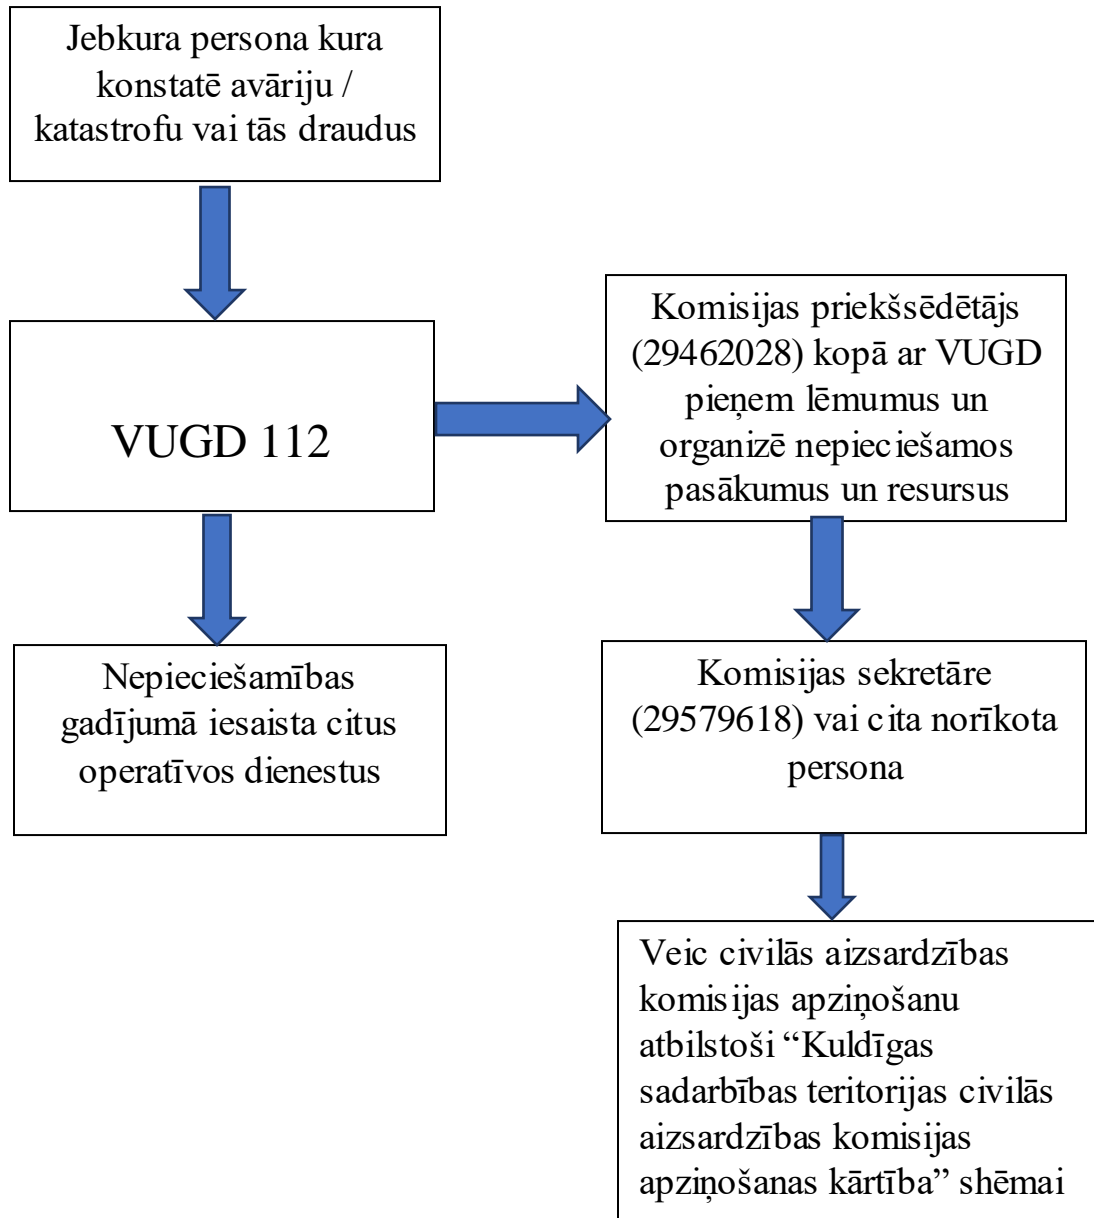 Jebkura persona kura
konstatē avāriju /
katastrofu vai tās draudus
VUGD 112
Komisijas priekšsēdētājs
(29462028) kopā ar VUGD
pieņem lēmumus un
organizē nepieciešamos
pasākumus un resursus
Nepieciešamības
gadījumā iesaista citus
operatīvos dienestus
Komisijas sekretāre
(29579618) vai cita norīkota
persona
Veic civilās aizsardzības
komisijas apziņošanu
atbilstoši “Kuldīgas
sadarbības teritorijas civilās
aizsardzības komisijas
apziņošanas kārtība” shēmai